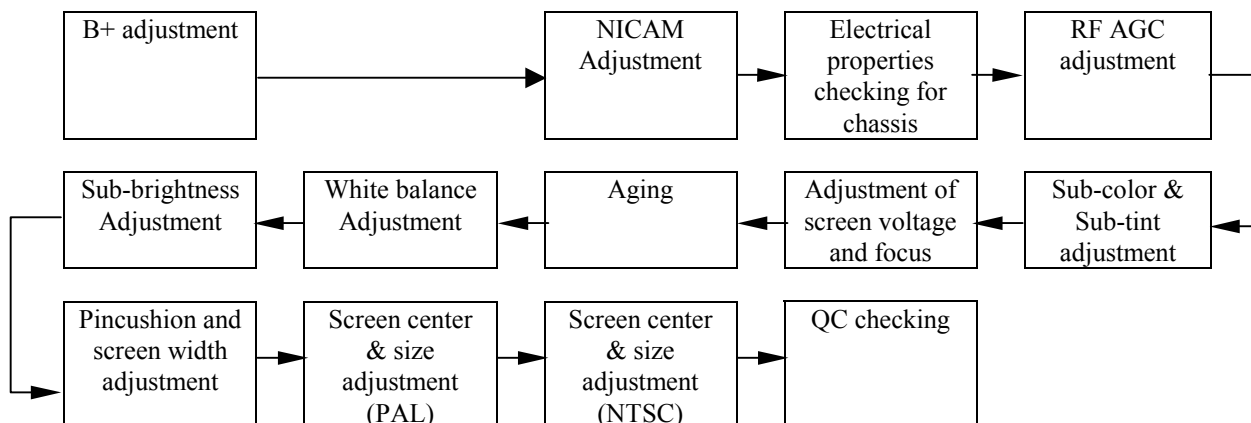 B+ adjustment
NICAM
Adjustment
Electrical
properties
checking for
chassis
RF AGC
adjustment
Sub-brightness
Adjustment
White balance
Adjustment
Aging
Adjustment of
screen voltage
and focus
Sub-color &
Sub-tint
adjustment
Pincushion and
screen width
adjustment
Screen center
& size
adjustment
(PAL)
Screen center
& size
adjustment
(NTSC)
QC checking